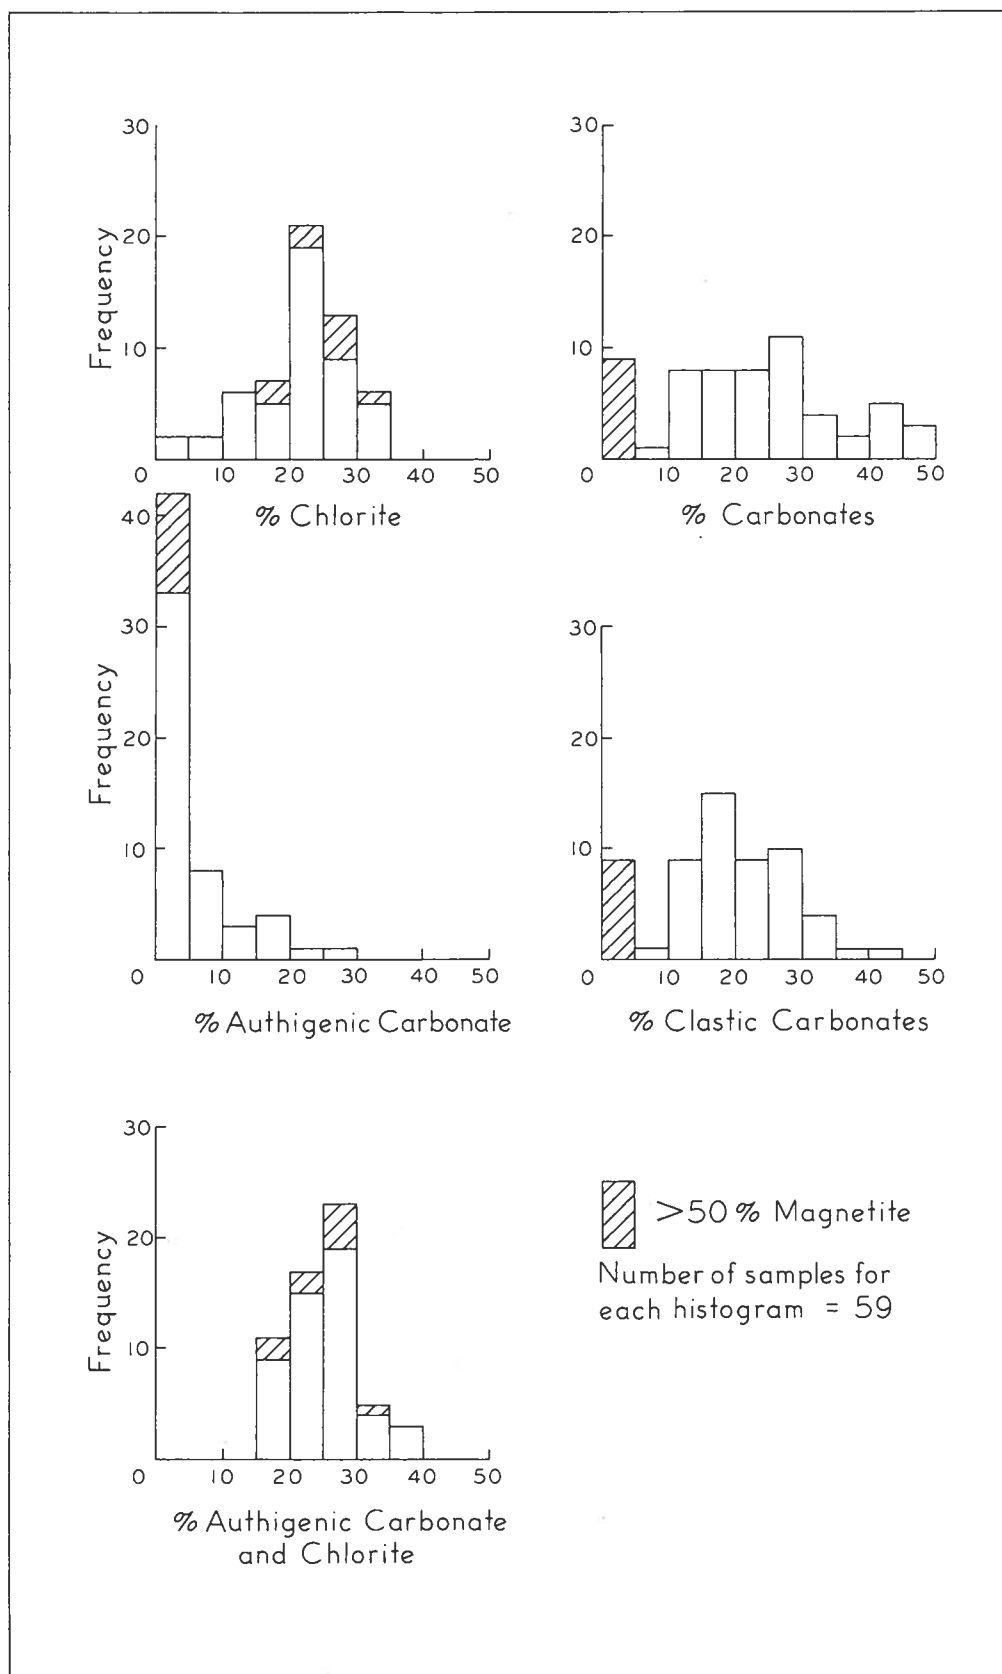 30
20
10
Frequency
0 10 20 30 40 50
% Chlorite
30
20
10
0 10 20 30 40 50
% Carbonates
40
30
20
10
Frequency
0 10 20 30 40 50
% Authigenic Carbonate
30
20
10
0 10 20 30 40 50
% Clastic Carbonates
30
20
10
Frequency
0 10 20 30 40 50
% Authigenic Carbonate
and Chlorite
>50% Magnetite
Number of samples for
each histogram = 59